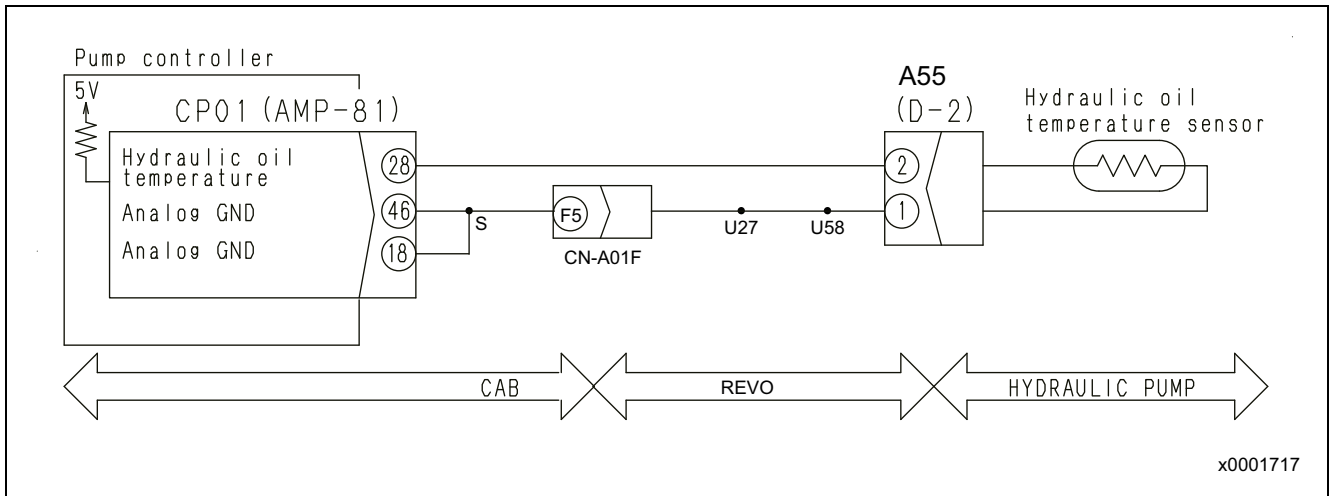 Pump controller
5V
CP01 (AMP-81)
Hydraulic oil
temperature
Analog GND
Analog GND
28
46
18
S
F5
CN-A01F
U27
U58
A55
(D-2)
2
1
Hydraulic oil
temperature sensor
CAB
REVO
HYDRAULIC PUMP
x0001717